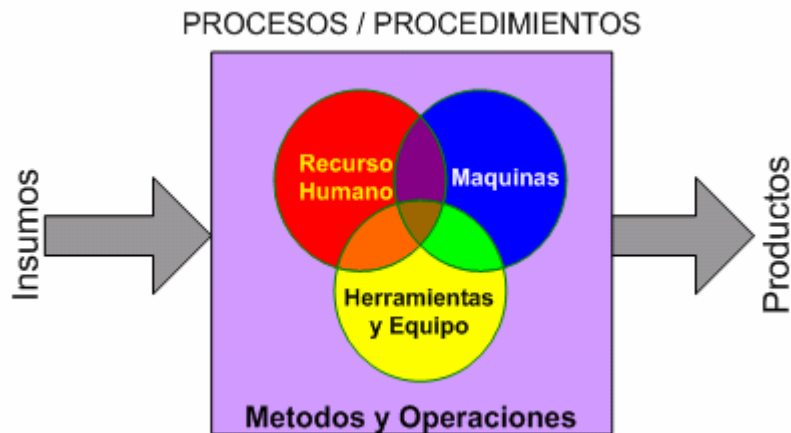 PROCESOS / PROCEDIMIENTOS
Insumos
Recurso
Humano
Maquinas
Herramientas
y Equipo
Metodos y Operaciones
Productos